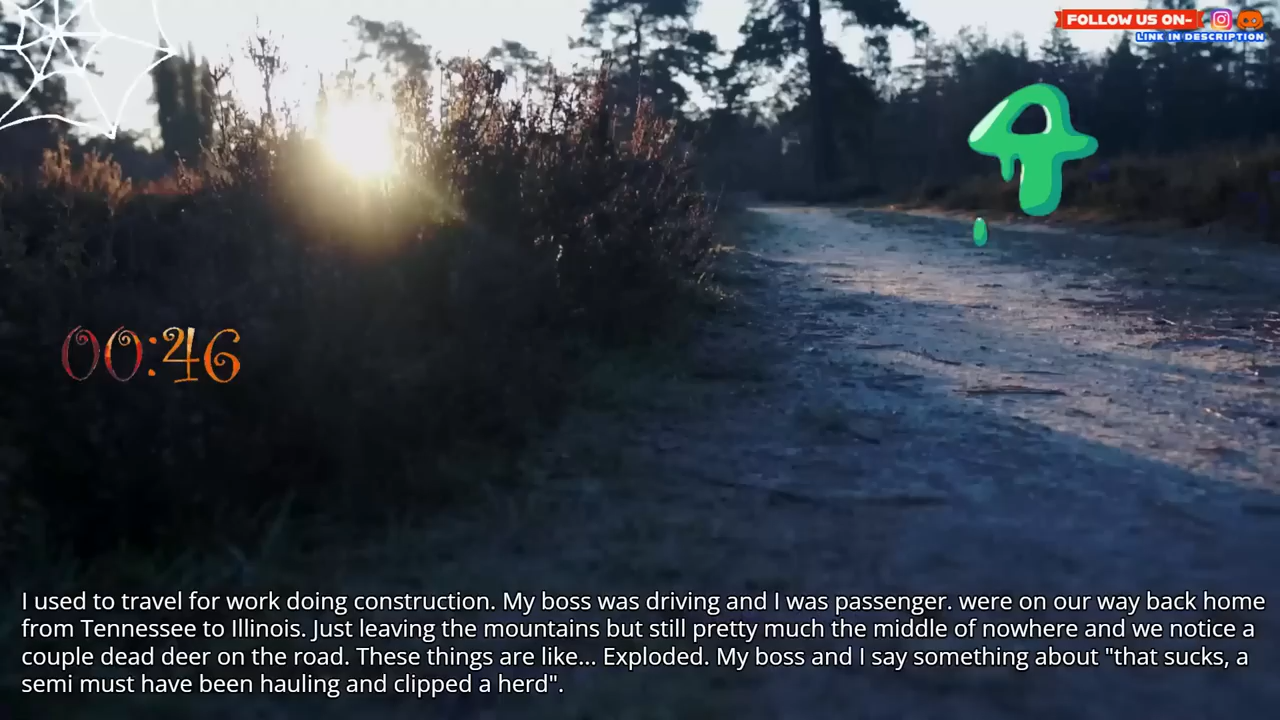 FOLLOW US ON-
LINK IN DESCRIPTION
4
00:46
I used to travel for work doing construction. My boss was driving and I was passenger. were on our way back home
from Tennessee to Illinois. Just leaving the mountains but still pretty much the middle of nowhere and we notice a
couple dead deer on the road. These things are like... Exploded. My boss and I say something about "that sucks, a
semi must have been hauling and clipped a herd".